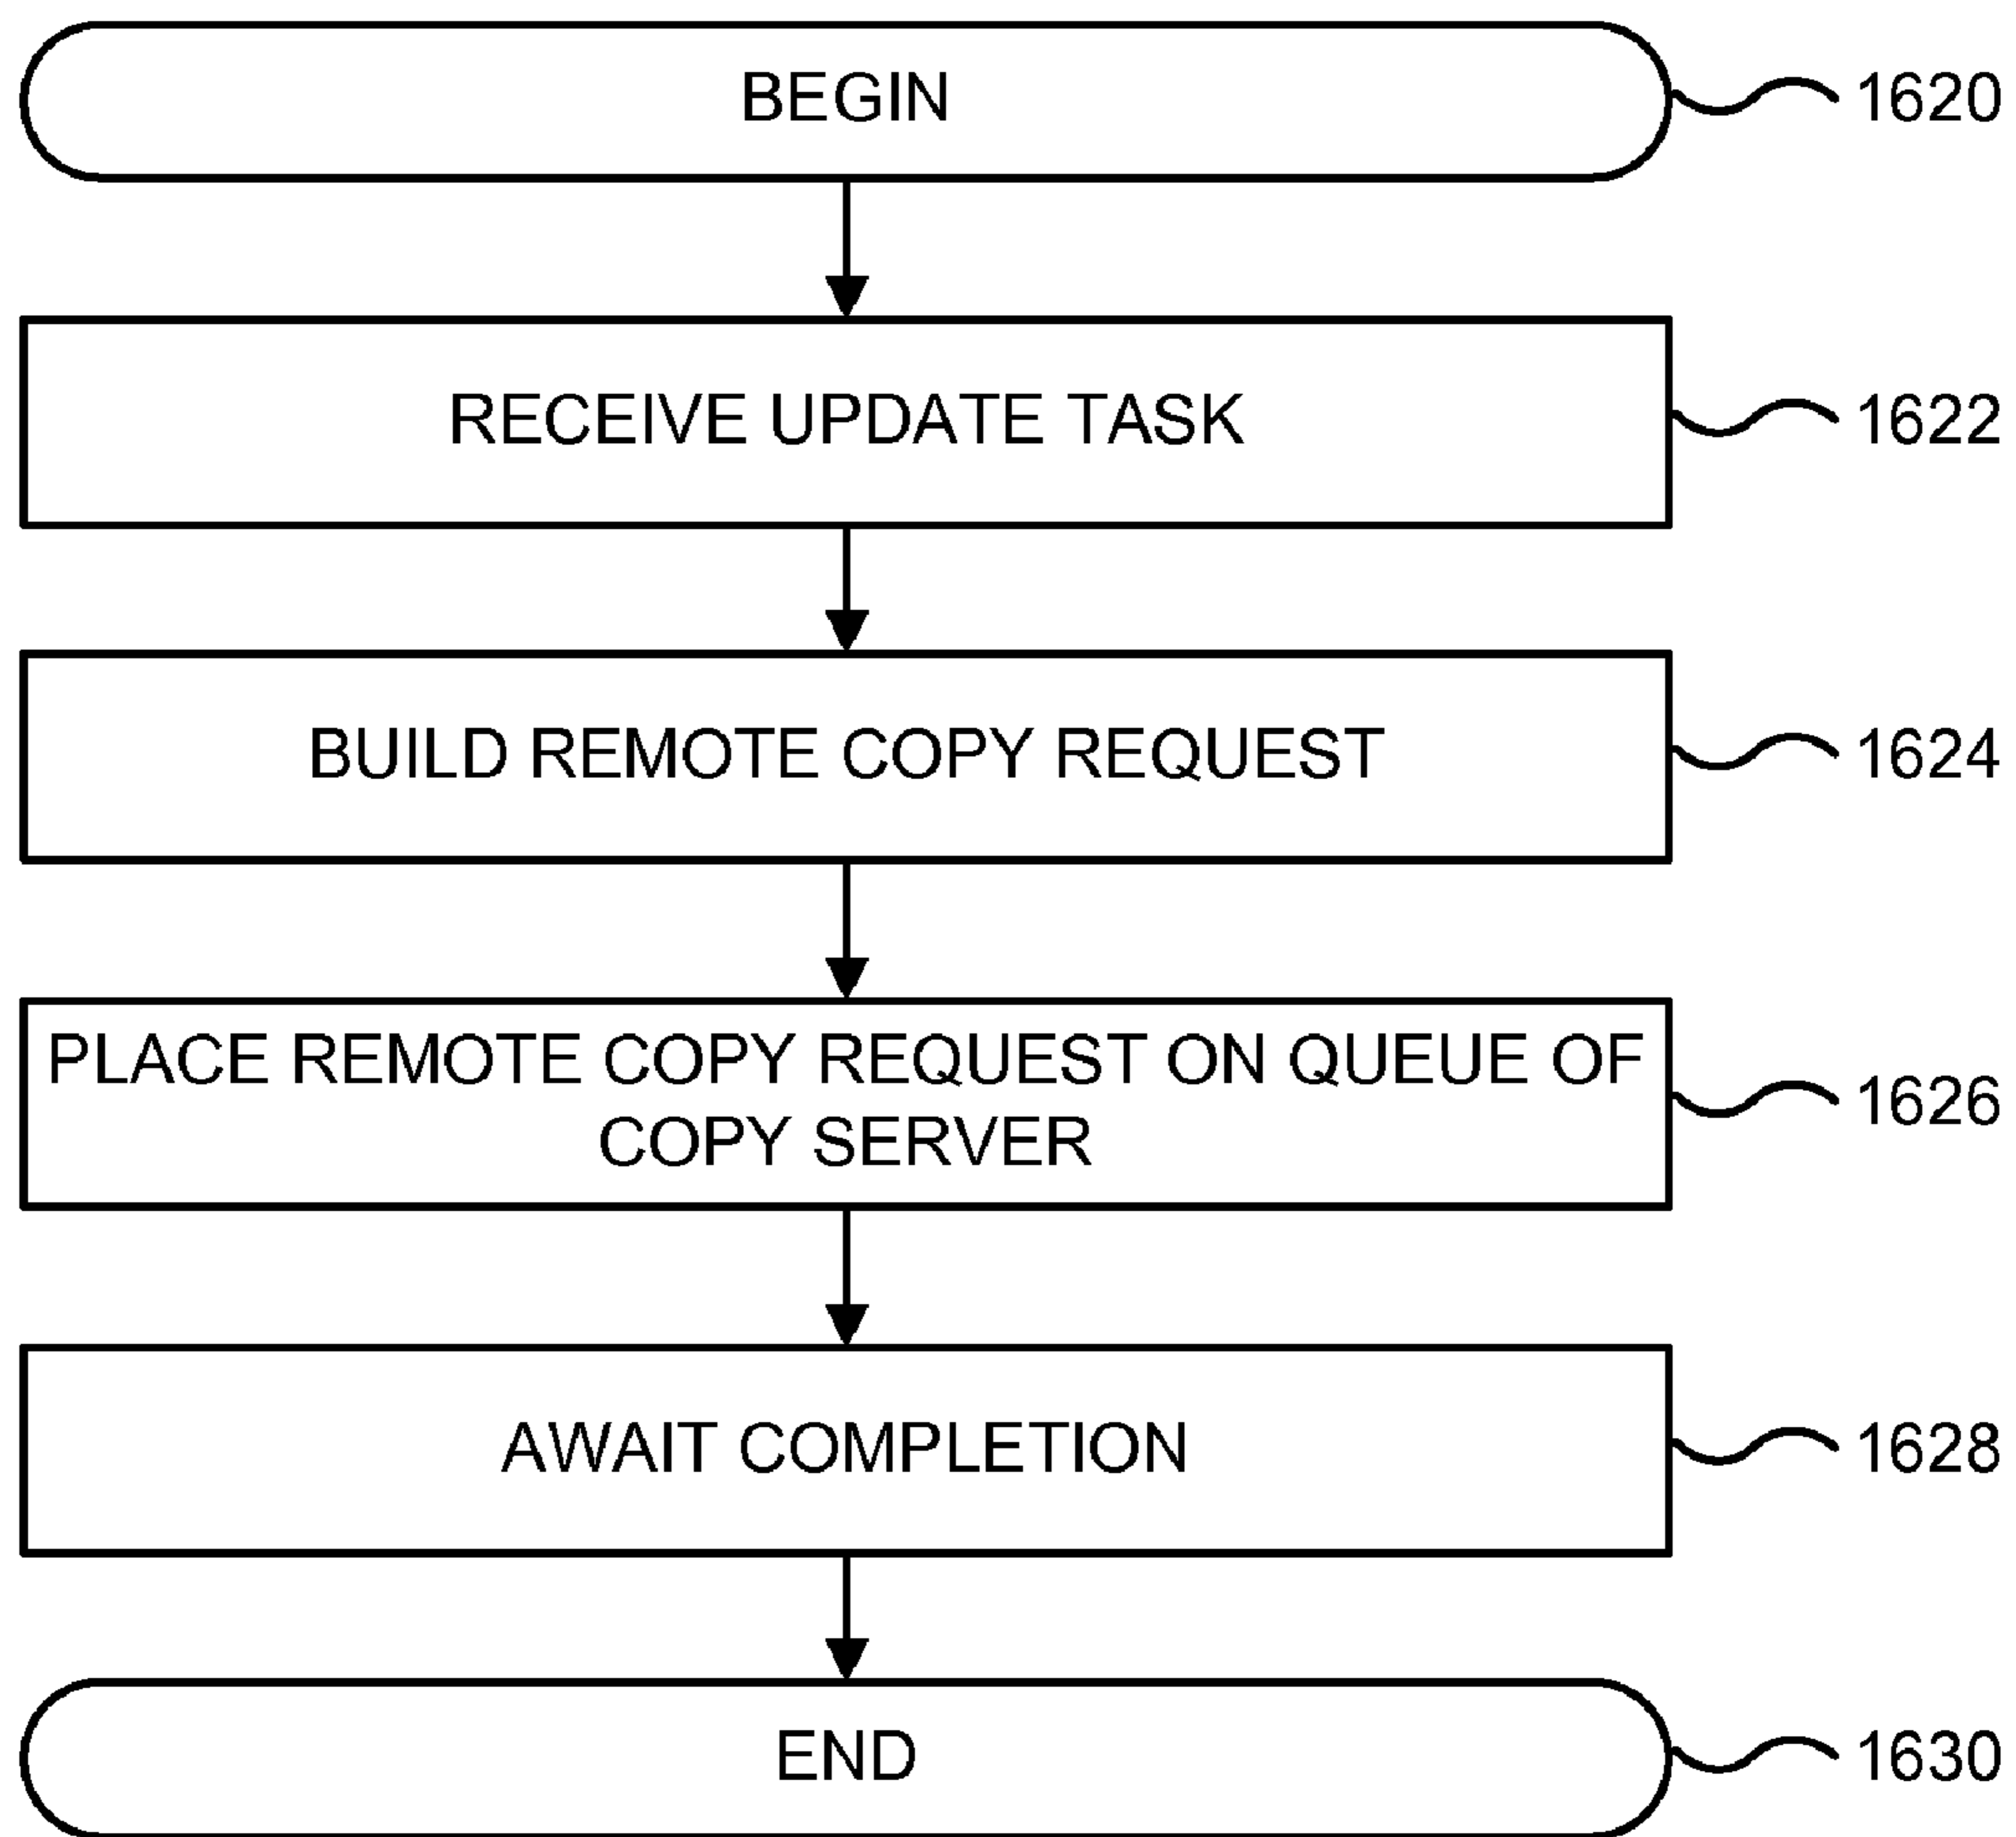 BEGIN
1620
RECEIVE UPDATE TASK
1622
BUILD REMOTE COPY REQUEST
1624
PLACE REMOTE COPY REQUEST ON QUEUE OF
COPY SERVER
1626
AWAIT COMPLETION
1628
END
1630